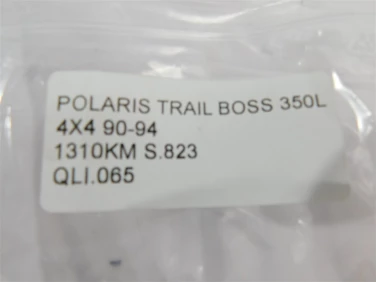 POLARIS TRAIL BOSS 350L
4X4 90-94
1310KM S.823
QLI.065